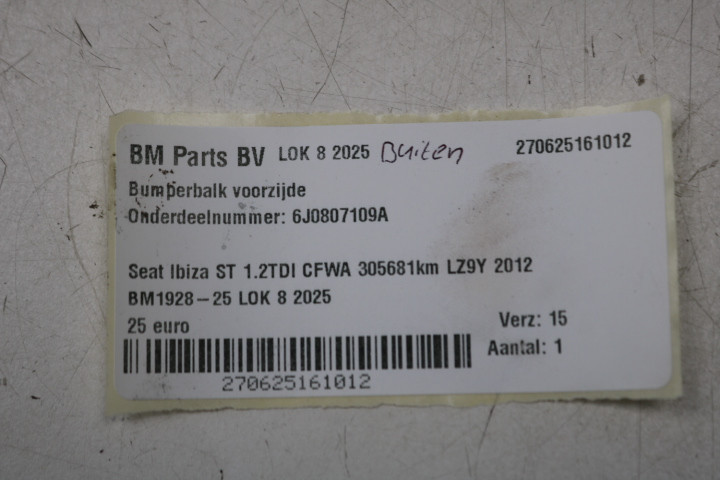 BM Parts BV LOK 8 2025 Buiten 270625161012
Bumperbalk voorzijde
Onderdeelnummer: 6J0807109A
Seat Ibiza ST 1.2TDI CFWA 305681km LZ9Y 2012
BM1928-25 LOK 8 2025
25 euro Verz: 15
Aantal: 1
270625161012